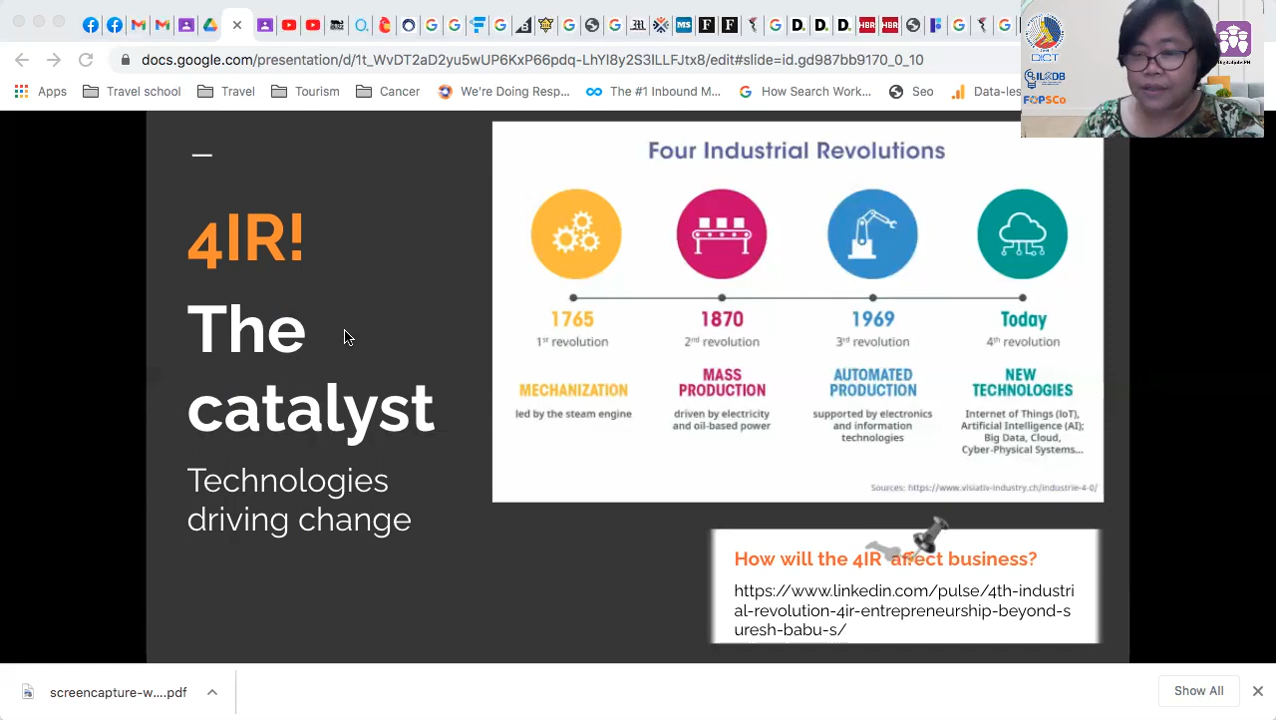 docs.google.com/presentation/d/1t_WvDT2aD2yu5wUP6KxP66pdq-LhYiBy2S3ILLFJtx8/edit#slide=id.gd987bb9170_0_10
Apps Travel school Travel Tourism Cancer We're Doing Resp... The #1 Inbound M... How Search Work... Seo Data-les
DICT
ILCDB
digitaljobsPH
4IR!
The
catalyst
Technologies
driving change
Four Industrial Revolutions
1765 1870 1969 Today
1st revolution 2nd revolution 3rd revolution 4th revolution
MECHANIZATION
led by the steam engine
MASS
PRODUCTION
driven by electricity
and oil-based power
AUTOMATED
PRODUCTION
supported by electronics
and information
technologies
NEW
TECHNOLOGIES
Internet of Things (IoT),
Artificial Intelligence (AI);
Big Data, Cloud,
Cyber-Physical Systems...
Sources: https://www.visiativ-industry.ch/industrie-4-0/
How will the 4IR affect business?
https://www.linkedin.com/pulse/4th-industri
al-revolution-4ir-entrepreneurship-beyond-s
uresh-babu-s/
screencapture-w....pdf
Show All